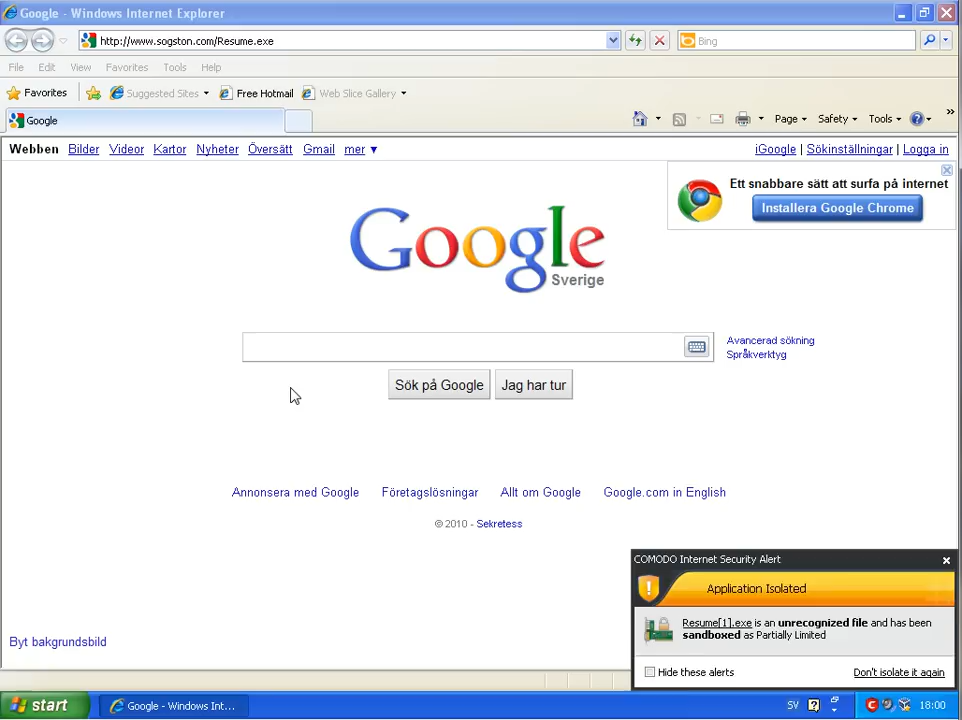 Google - Windows Internet Explorer
http://www.sogston.com/Resume.exe
Bing
File Edit View Favorites Tools Help
Favorites Suggested Sites Free Hotmail Web Slice Gallery
Google
Page Safety Tools
Webben Bilder Videor Kartor Nyheter Översätt Gmail mer ▼
iGoogle | Sökinställningar | Logga in
Ett snabbare sätt att surfa på internet
Installera Google Chrome
Google
Sverige
Avancerad sökning
Språkverktyg
Sök på Google Jag har tur
Annonsera med Google Företagslösningar Allt om Google Google.com in English
© 2010 - Sekretess
Byt bakgrundsbild
COMODO Internet Security Alert
Application Isolated
Resume[1].exe is an unrecognized file and has been
sandboxed as Partially Limited
Hide these alerts Don't isolate it again
start Google - Windows Int... SV 18:00